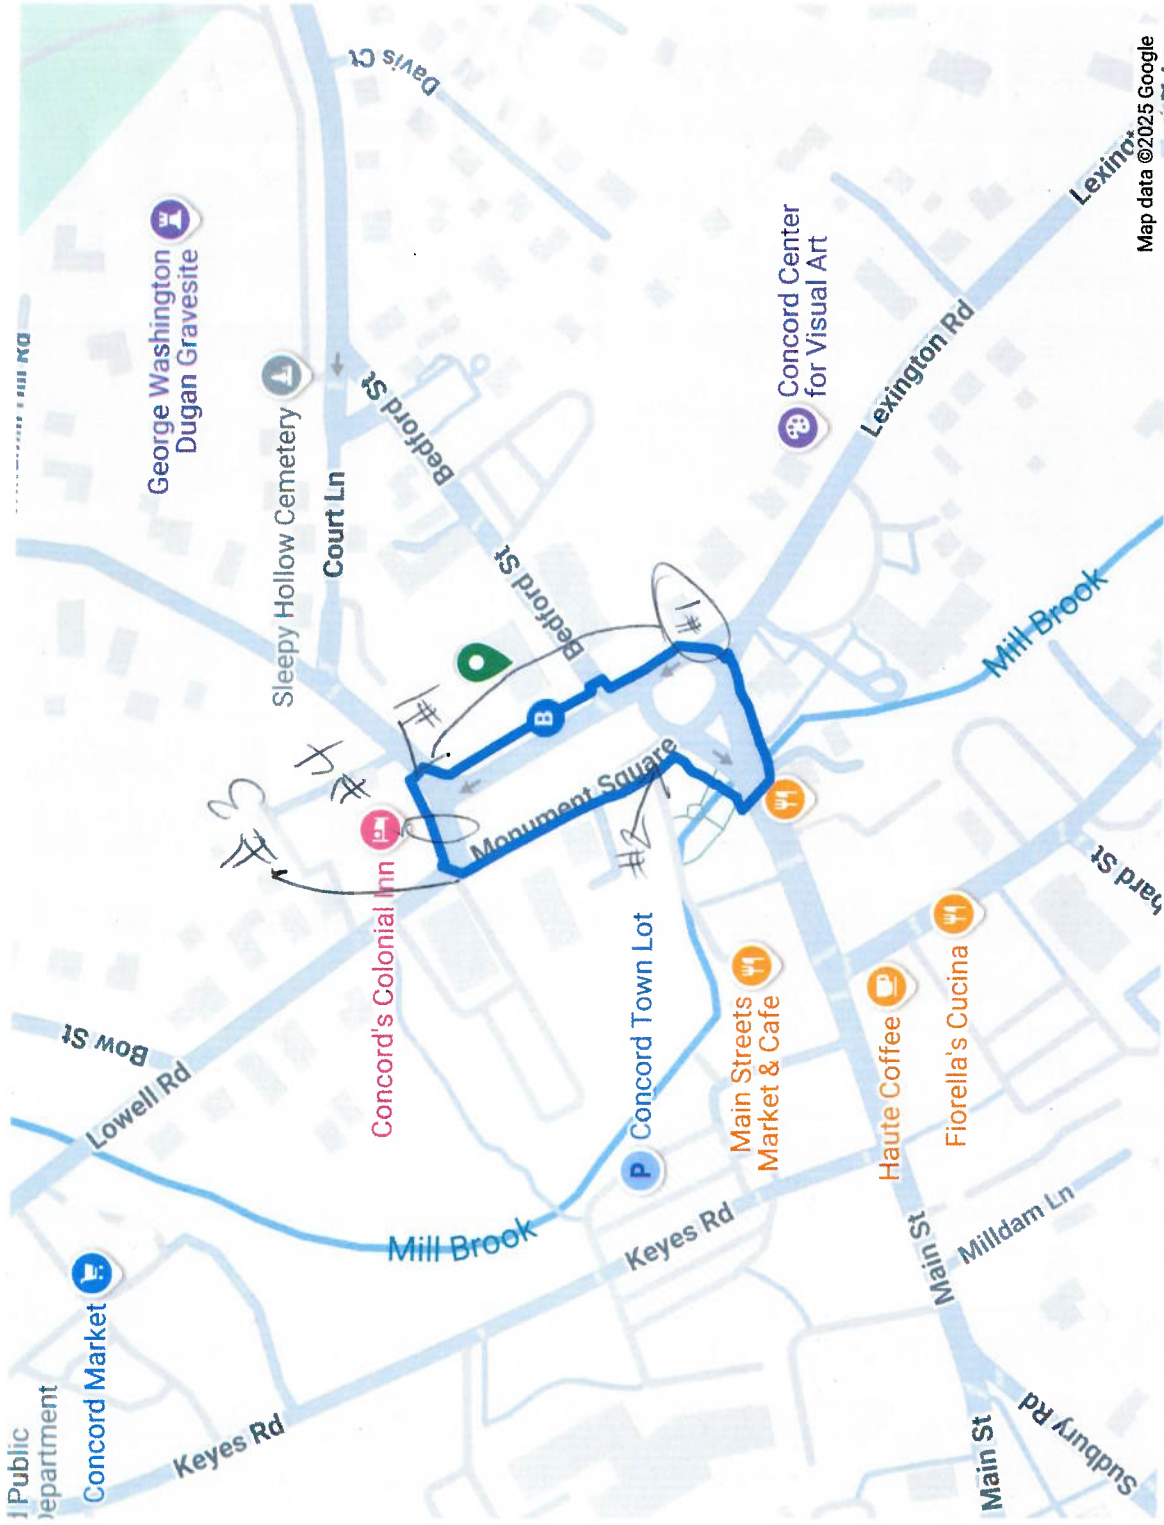 Public
Department
Concord Market
Keyes Rd
Lowell Rd
Bow St
Mill Brook
Keyes Rd
George Washington
Dugan Gravesite
Sleepy Hollow Cemetery
Court Ln
Davis Ct
Bedford St
Bedford St
#1
#4
#3
B
Concord's Colonial Inn
Monument Square
#1
#2
P
Concord Town Lot
Main Streets
Market & Cafe
Haute Coffee
Fiorella's Cucina
Main St
Milldam Ln
Main St
Sudbury Rd
Concord Center
for Visual Art
Lexington Rd
Mill Brook
Map data ©2025 Google